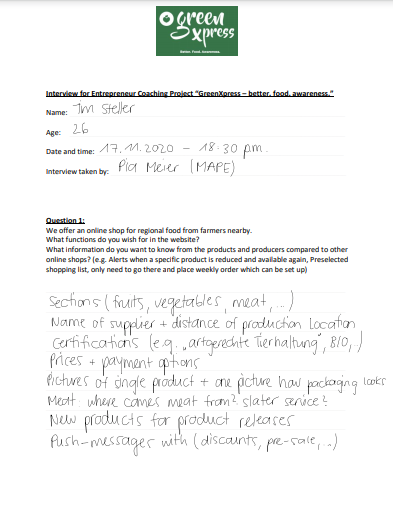 green
xpress
Better. Food. Awareness.
Interview for Entrepreneur Coaching Project "GreenXpress – better. food. awareness."
Name: Tim Steller
Age: 26
Date and time: 17.11.2020 – 18:30 pm.
Interview taken by: Pia Meier (MAPE)
Question 1:
We offer an online shop for regional food from farmers nearby.
What functions do you wish for in the website?
What information do you want to know from the products and producers compared to other
online shops? (e.g. Alerts when a specific product is reduced and available again, Preselected
shopping list, only need to go there and place weekly order which can be set up)
Sections (fruits, vegetables, meat, ...)
Name of supplier + distance of production location
Certifications (e.g. „artgerechte Tierhaltung", BIO, )
Prices + payment options
Pictures of single product + one picture how packaging looks
Meat: where comes meat from? slater service?
New products for product releases
Push-messages with (discounts, pre-sale, ..)